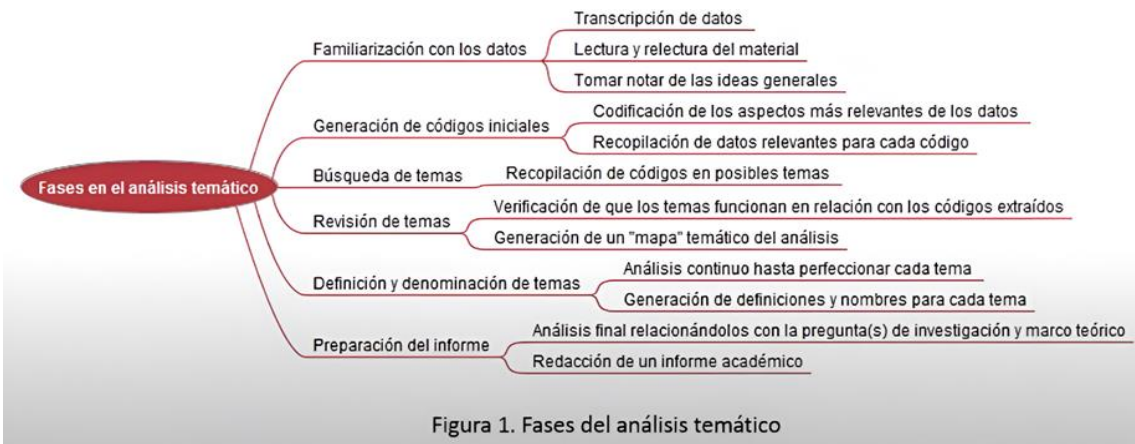 Fases en el análisis temático
Familiarización con los datos
Transcripción de datos
Lectura y relectura del material
Tomar notar de las ideas generales
Generación de códigos iniciales
Codificación de los aspectos más relevantes de los datos
Recopilación de datos relevantes para cada código
Búsqueda de temas
Recopilación de códigos en posibles temas
Revisión de temas
Verificación de que los temas funcionan en relación con los códigos extraídos
Generación de un "mapa" temático del análisis
Definición y denominación de temas
Análisis continuo hasta perfeccionar cada tema
Generación de definiciones y nombres para cada tema
Preparación del informe
Análisis final relacionándolos con la pregunta(s) de investigación y marco teórico
Redacción de un informe académico
Figura 1. Fases del análisis temático